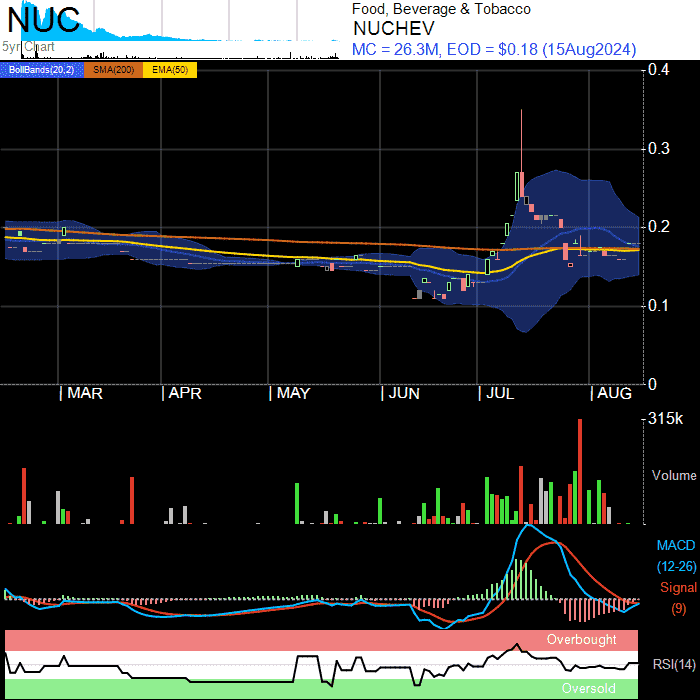 NUC
5yr Chart
Food, Beverage & Tobacco
NUCHEV
MC = 26.3M, EOD = $0.18 (15Aug2024)
BollBands(20,2) SMA(200) EMA(50)
0.4
0.3
0.2
0.1
0
MAR APR MAY JUN JUL AUG
315k
Volume
MACD
(12-26)
Signal
(9)
Overbought
RSI(14)
Oversold